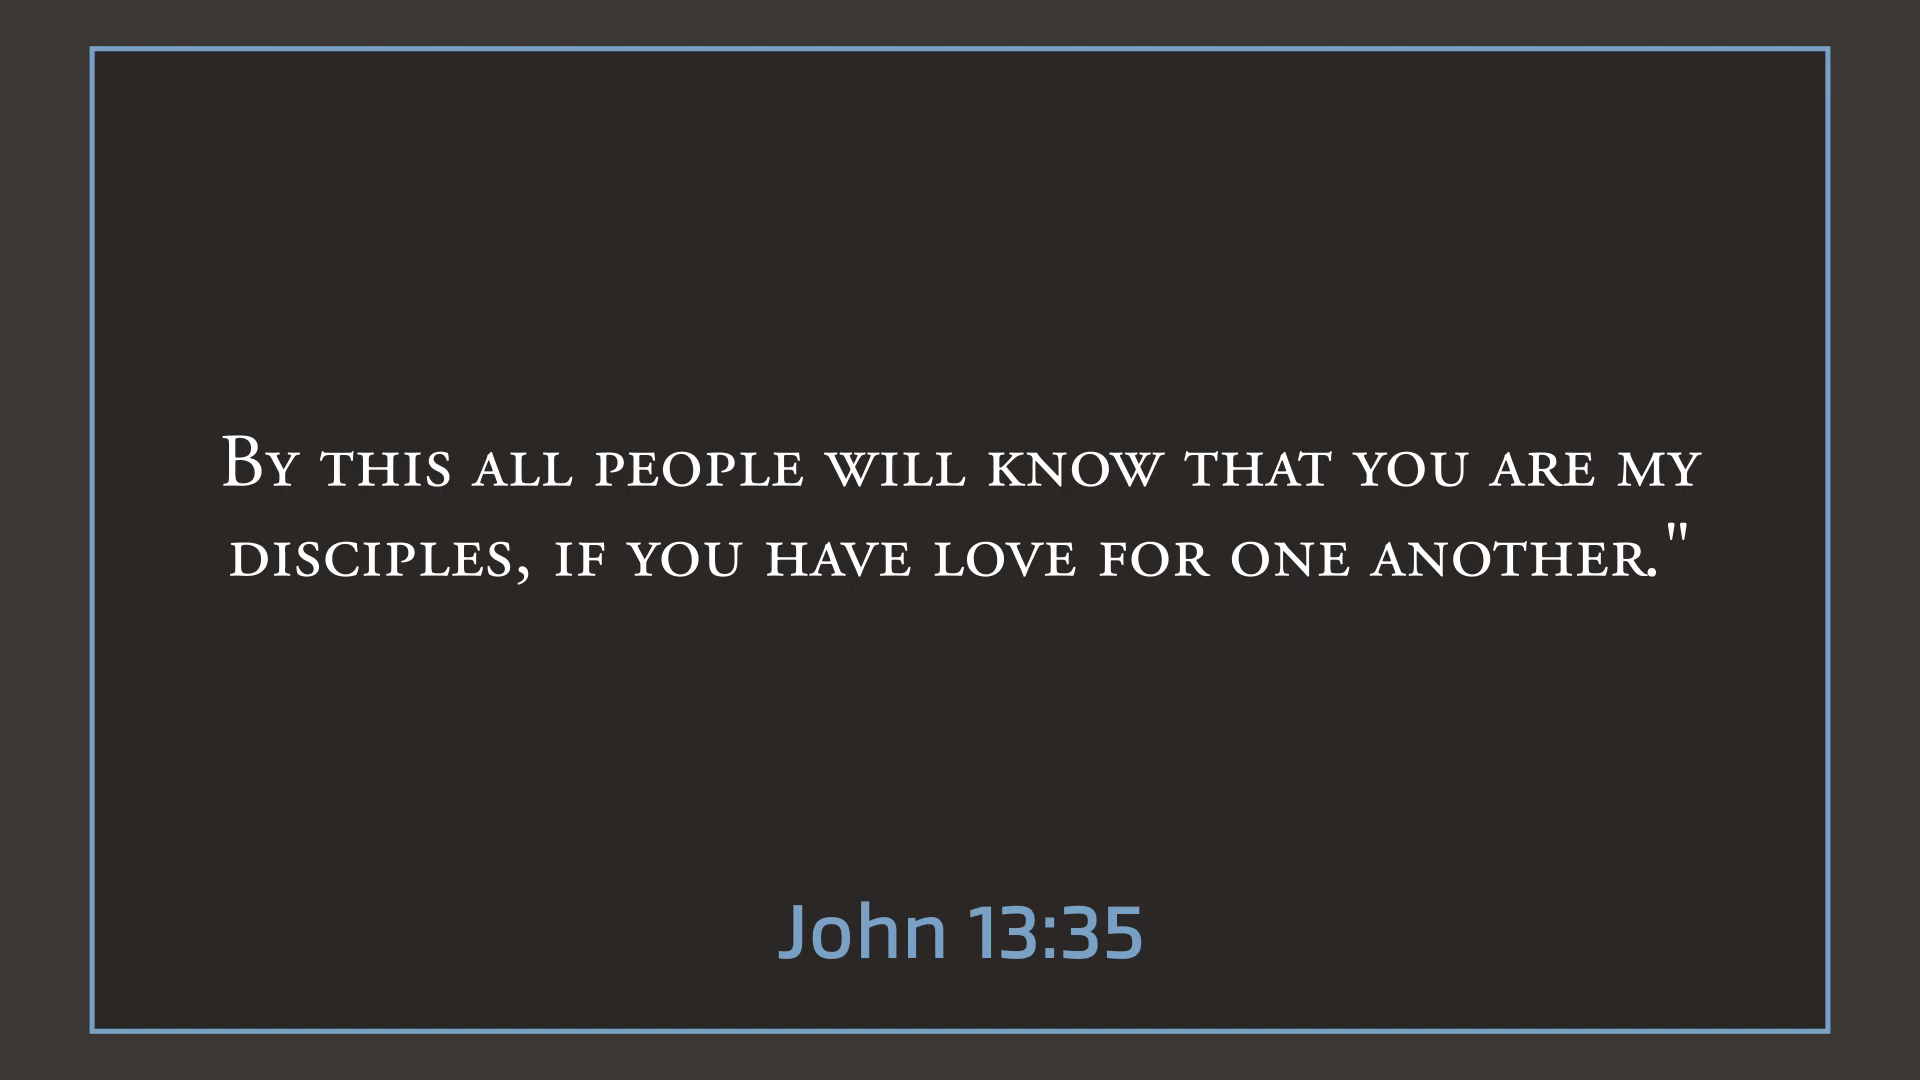 By this all people will know that you are my
disciples, if you have love for one another."
John 13:35